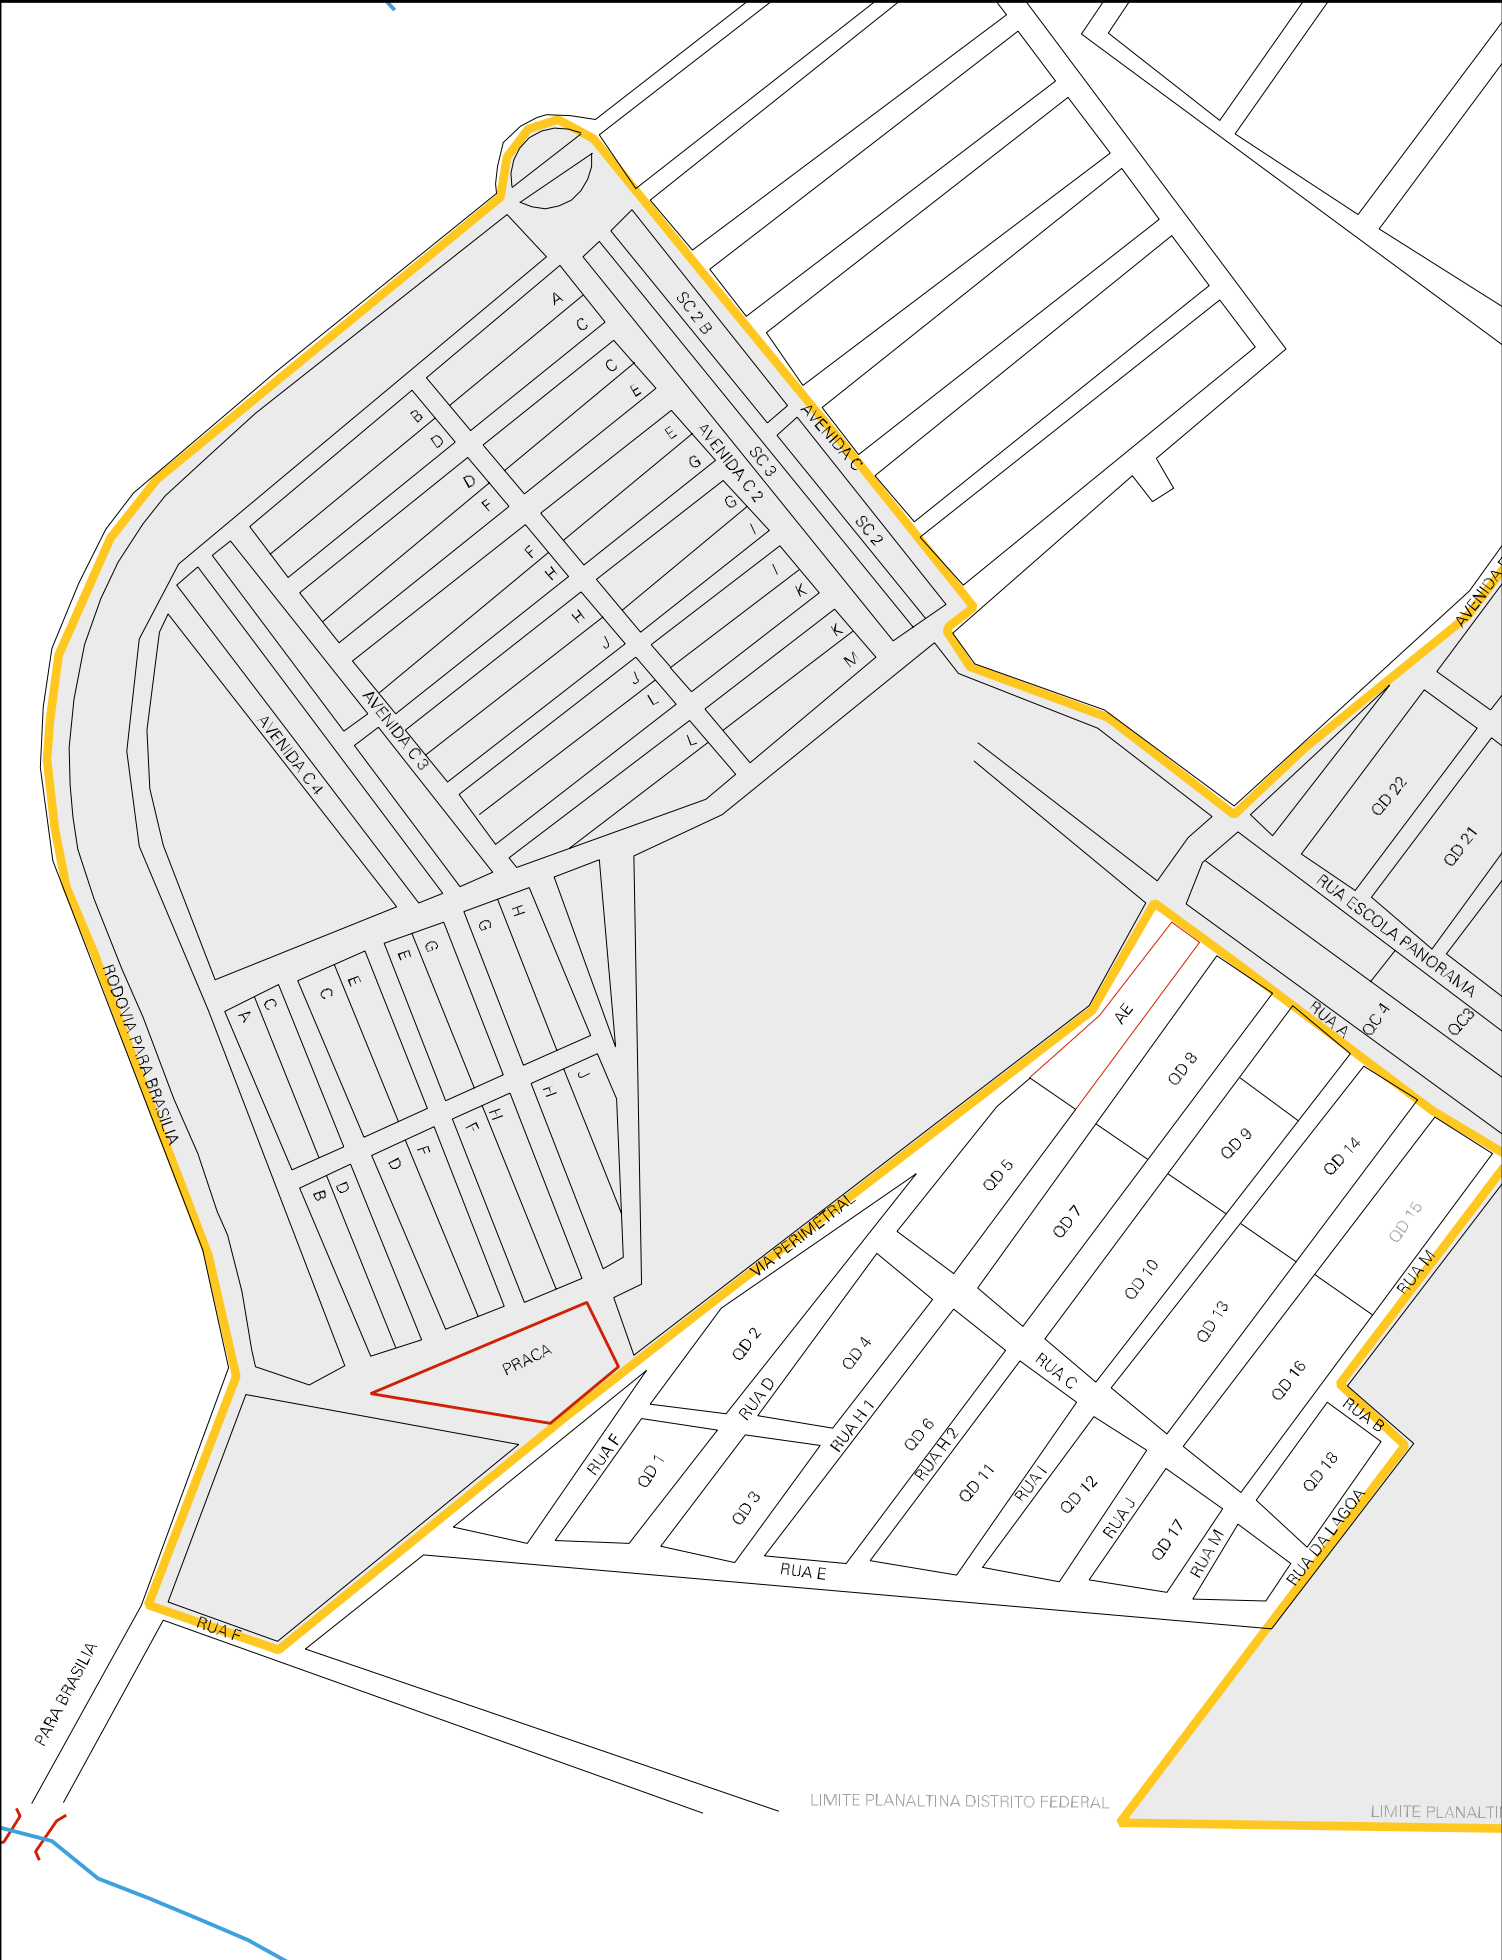 A
C
SC 2 B
C
E
B
D
E
G
AVENIDA C 2
SC 3
AVENIDA C
D
F
G
I
SC 2
F
H
I
K
H
J
K
M
J
L
L
AVENIDA C 3
AVENIDA C 4
AVENIDA
QD 22
QD 21
RUA ESCOLA PANORAMA
RUA A
QC 4
QC3
A
C
C
E
E
G
G
H
RODOVIA PARA BRASILIA
B
D
D
F
F
H
H
J
AE
QD 8
QD 9
QD 14
QD 5
QD 7
QD 15
RUA M
VIA PERIMETRAL
QD 10
QD 13
QD 2
QD 4
RUA D
RUA C
QD 16
PRACA
RUA B
RUA F
QD 1
RUA H 1
QD 6
RUA H 2
QD 3
QD 11
RUA I
QD 12
RUA J
QD 17
RUA M
QD 18
RUA DA LAGOA
RUA E
RUA F
PARA BRASILIA
LIMITE PLANALTINA DISTRITO FEDERAL
LIMITE PLANALTI